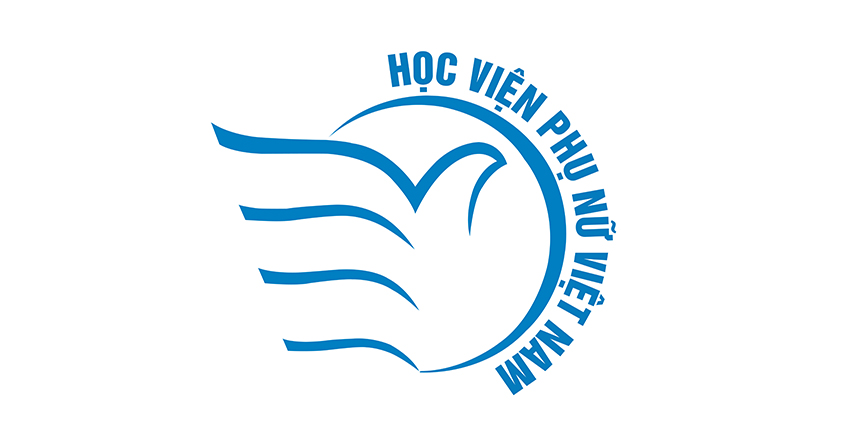 HỌC VIỆN PHỤ NỮ VIỆT NAM